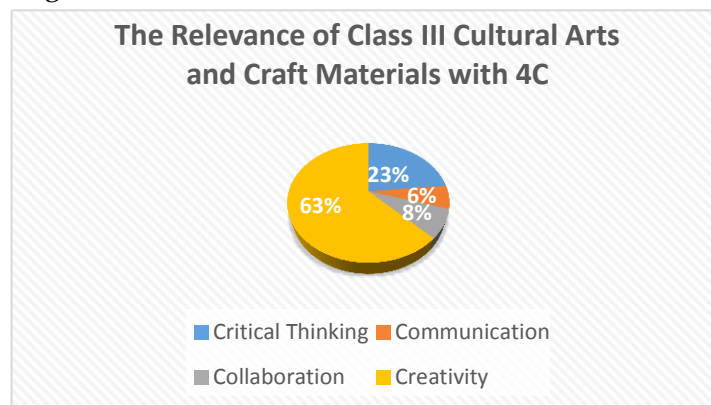 The Relevance of Class III Cultural Arts
and Craft Materials with 4C
23%
6%
8%
63%
Critical Thinking Communication
Collaboration Creativity